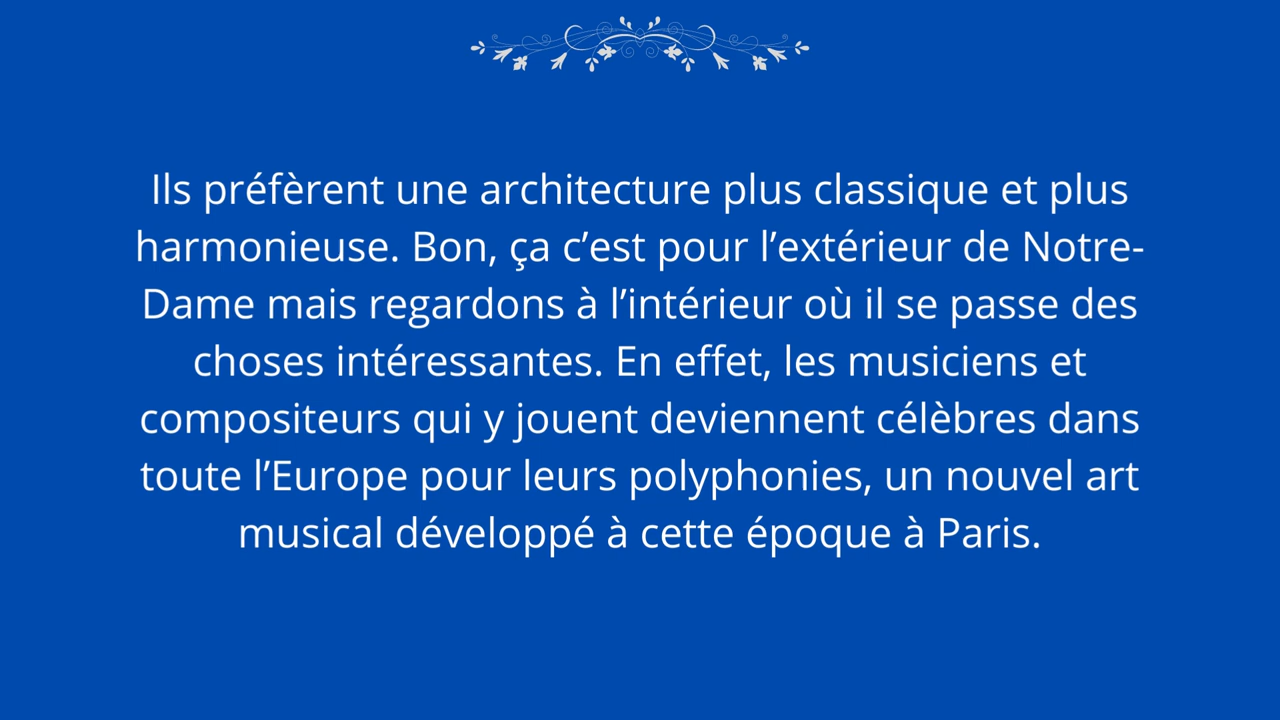 Ils préfèrent une architecture plus classique et plus
harmonieuse. Bon, ça c’est pour l’extérieur de Notre-
Dame mais regardons à l’intérieur où il se passe des
choses intéressantes. En effet, les musiciens et
compositeurs qui y jouent deviennent célèbres dans
toute l’Europe pour leurs polyphonies, un nouvel art
musical développé à cette époque à Paris.